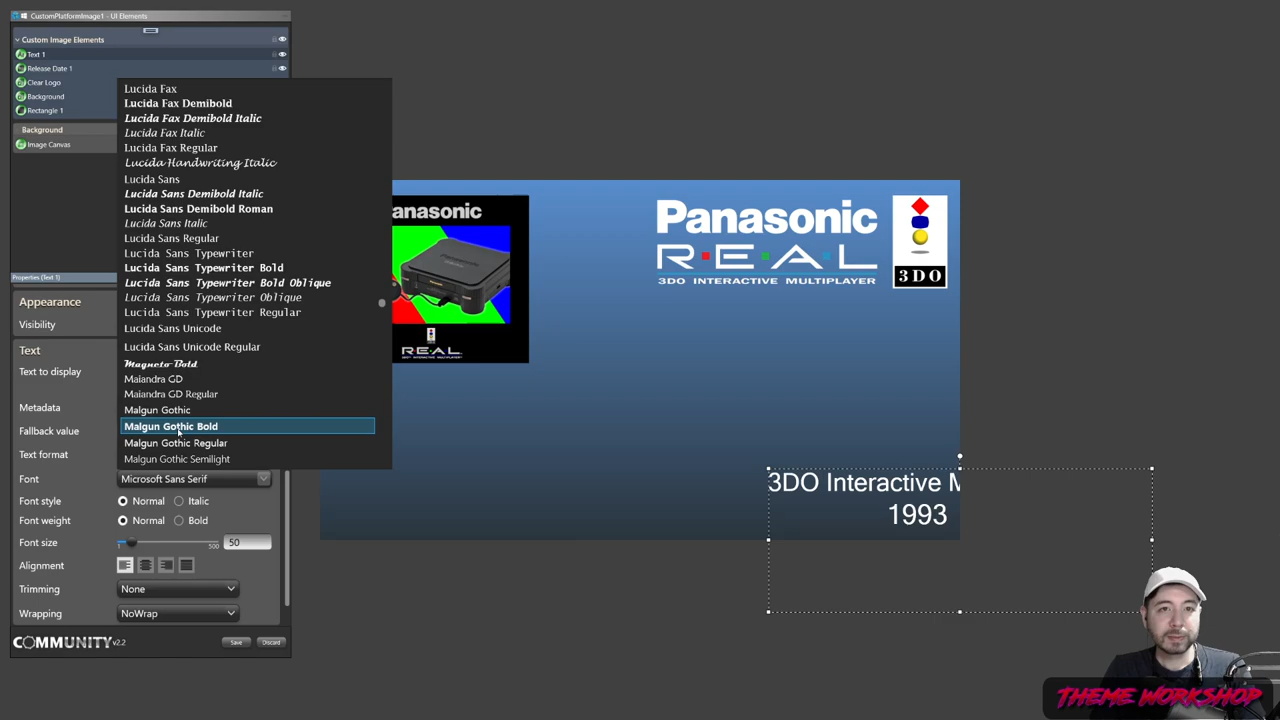 CustomPlatformImage1 - UI Elements
Custom Image Elements
Text 1
Release Date 1
Clear Logo
Background
Rectangle 1
Background
Image Canvas
Lucida Fax
Lucida Fax Demibold
Lucida Fax Demibold Italic
Lucida Fax Italic
Lucida Fax Regular
Lucida Handwriting Italic
Lucida Sans
Lucida Sans Demibold Italic
Lucida Sans Demibold Roman
Lucida Sans Italic
Lucida Sans Regular
Lucida Sans Typewriter
Lucida Sans Typewriter Bold
Lucida Sans Typewriter Bold Oblique
Lucida Sans Typewriter Oblique
Lucida Sans Typewriter Regular
Lucida Sans Unicode
Lucida Sans Unicode Regular
Magneto Bold
Maiandra GD
Maiandra GD Regular
Malgun Gothic
Malgun Gothic Bold
Malgun Gothic Regular
Malgun Gothic Semilight
Properties (Text 1)
Appearance
Visibility
Text
Text to display
Metadata
Fallback value
Text format
Font Microsoft Sans Serif
Font style Normal Italic
Font weight Normal Bold
Font size 1 500 50
Alignment
Trimming None
Wrapping NoWrap
COMMUNITY v2.2 Save Discard
anasonic
REAL
Panasonic
R·E·A·L
3DO INTERACTIVE MULTIPLAYER
3DO
3DO Interactive M
1993
THEME WORKSHOP